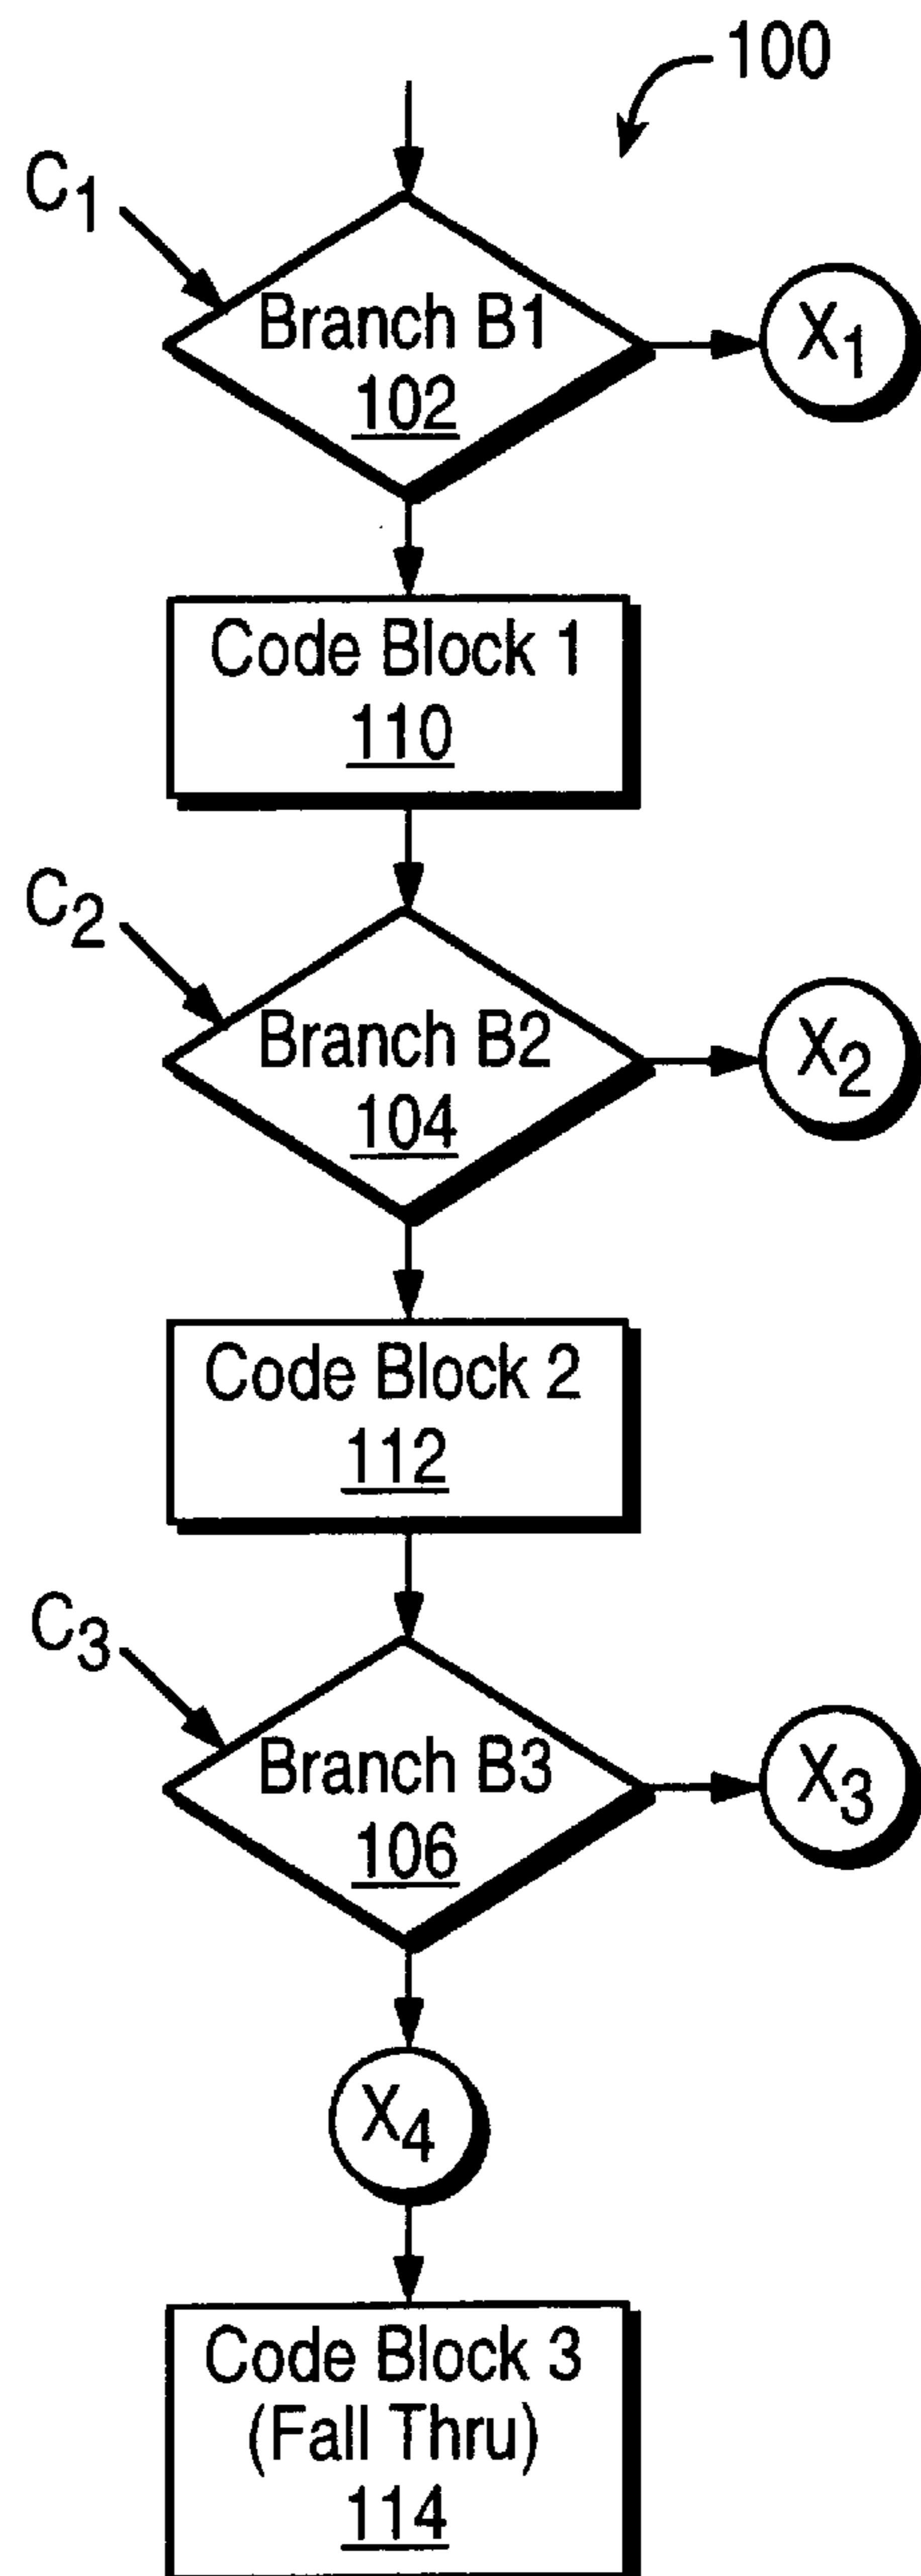 100
C1
Branch B1
102
X1
Code Block 1
110
C2
Branch B2
104
X2
Code Block 2
112
C3
Branch B3
106
X3
X4
Code Block 3
(Fall Thru)
114